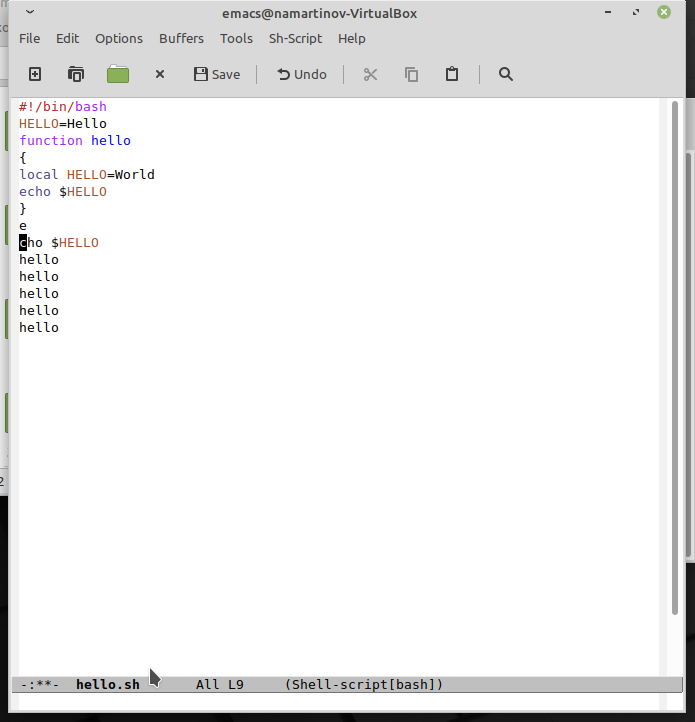 emacs@namartinov-VirtualBox
File Edit Options Buffers Tools Sh-Script Help
Save Undo
#!/bin/bash
HELLO=Hello
function hello
{
local HELLO=World
echo $HELLO
}
e
cho $HELLO
hello
hello
hello
hello
hello
2
-:**- hello.sh All L9 (Shell-script[bash])